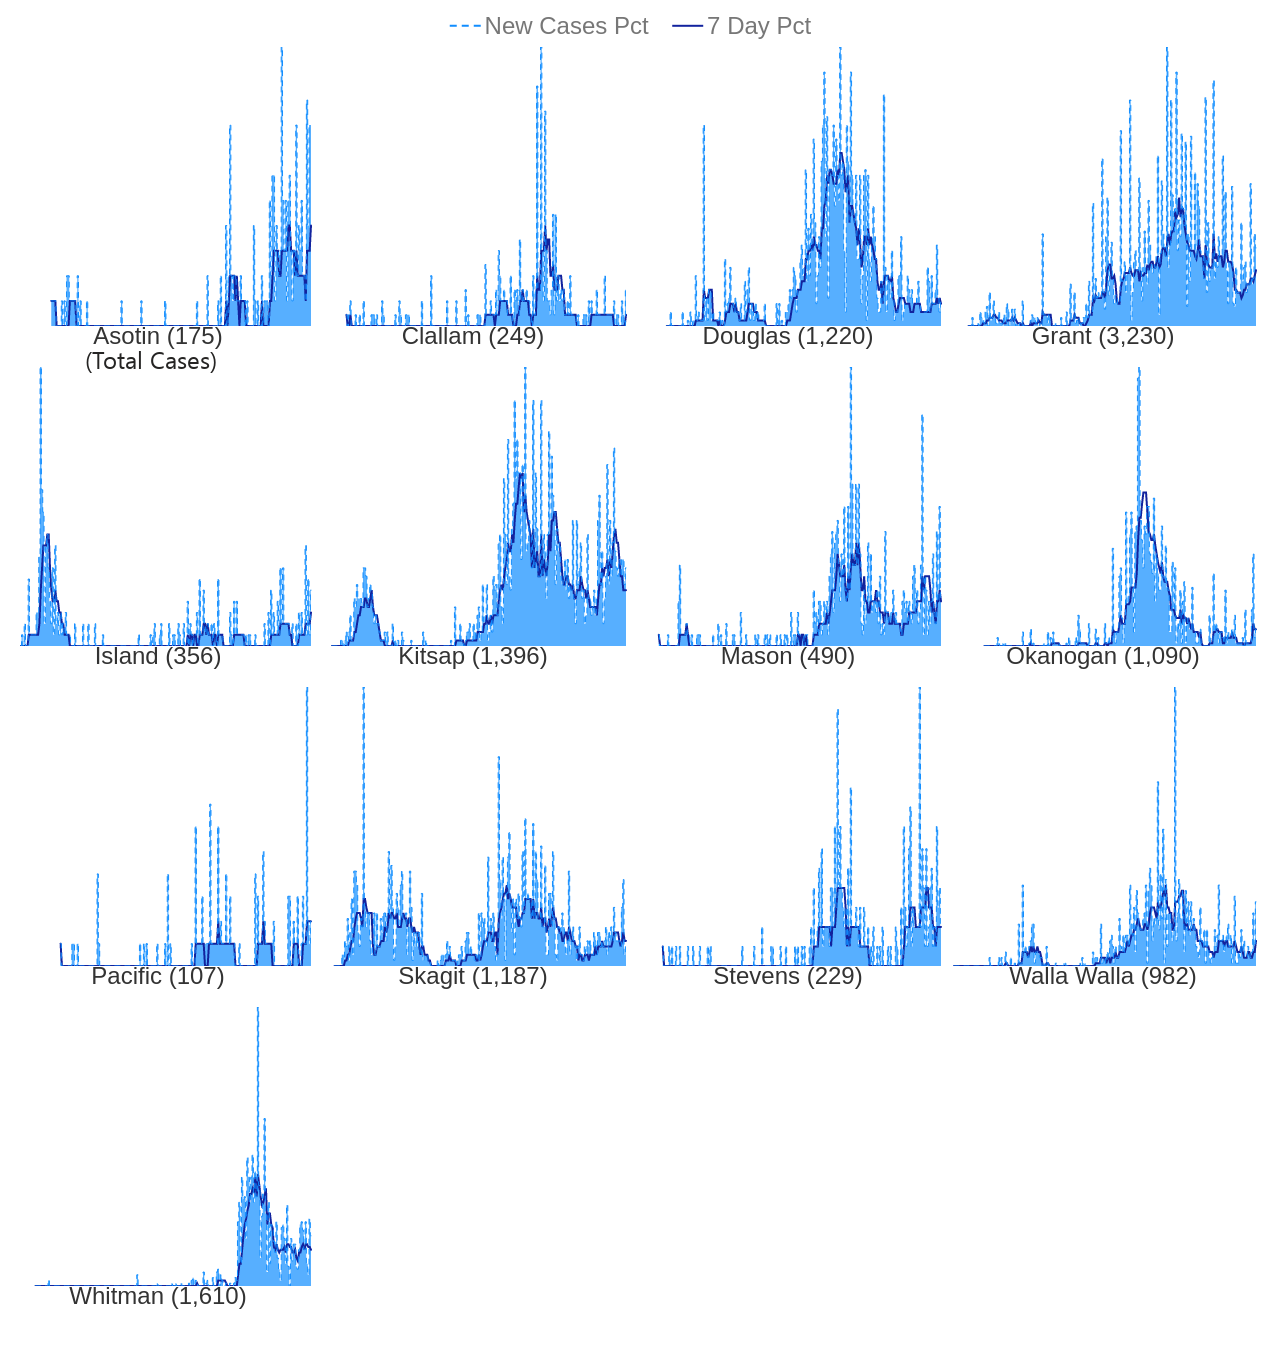 New Cases Pct 7 Day Pct
Asotin (175) Clallam (249) Douglas (1,220) Grant (3,230)
(Total Cases)
Island (356) Kitsap (1,396) Mason (490) Okanogan (1,090)
Pacific (107) Skagit (1,187) Stevens (229) Walla Walla (982)
Whitman (1,610)